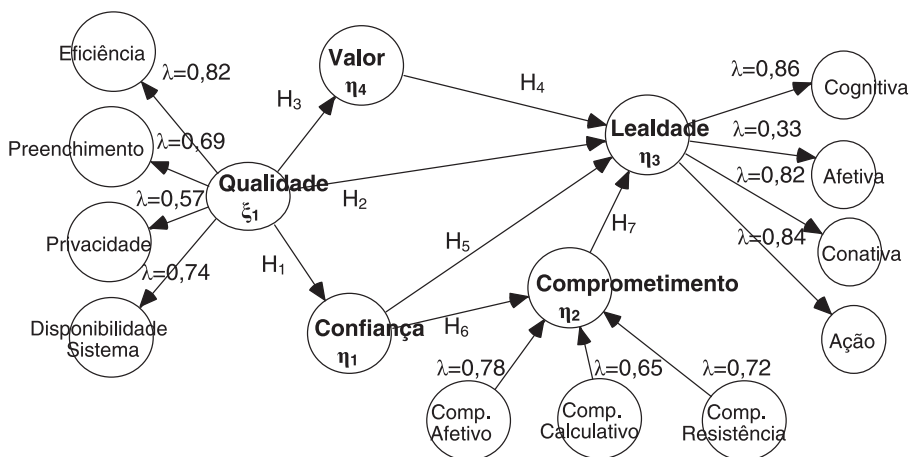 Eficiência
λ=0,82
Preenchimento
λ=0,69
Privacidade
λ=0,57
Disponibilidade
Sistema
λ=0,74
Qualidade
ξ1
H3
Valor
η4
H4
H2
H1
Confiança
η1
H5
H6
Comprometimento
η2
H7
Lealdade
η3
λ=0,86
Cognitiva
λ=0,33
Afetiva
λ=0,82
Conativa
λ=0,84
Ação
λ=0,78
Comp.
Afetivo
λ=0,65
Comp.
Calculativo
λ=0,72
Comp.
Resistência